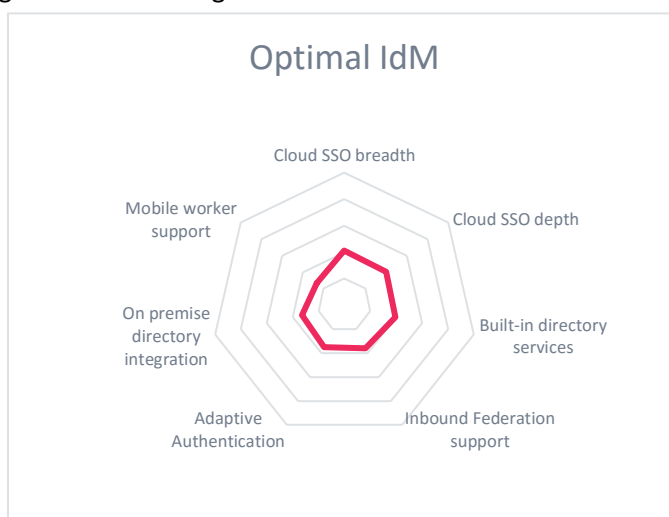 Optimal IdM
Cloud SSO breadth
Mobile worker
support
Cloud SSO depth
On premise
directory
integration
Built-in directory
services
Adaptive
Authentication
Inbound Federation
support